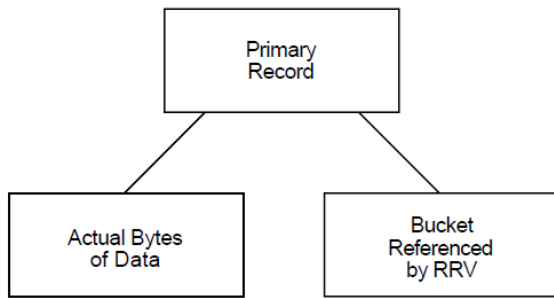 Primary
Record
Actual Bytes
of Data
Bucket
Referenced
by RRV